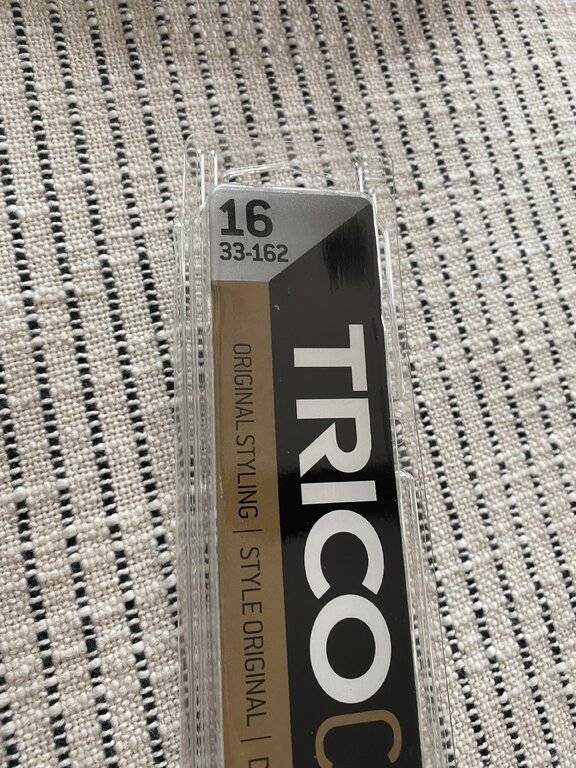 16
33-162
TRICO C
ORIGINAL STYLING | STYLE ORIGINAL | D